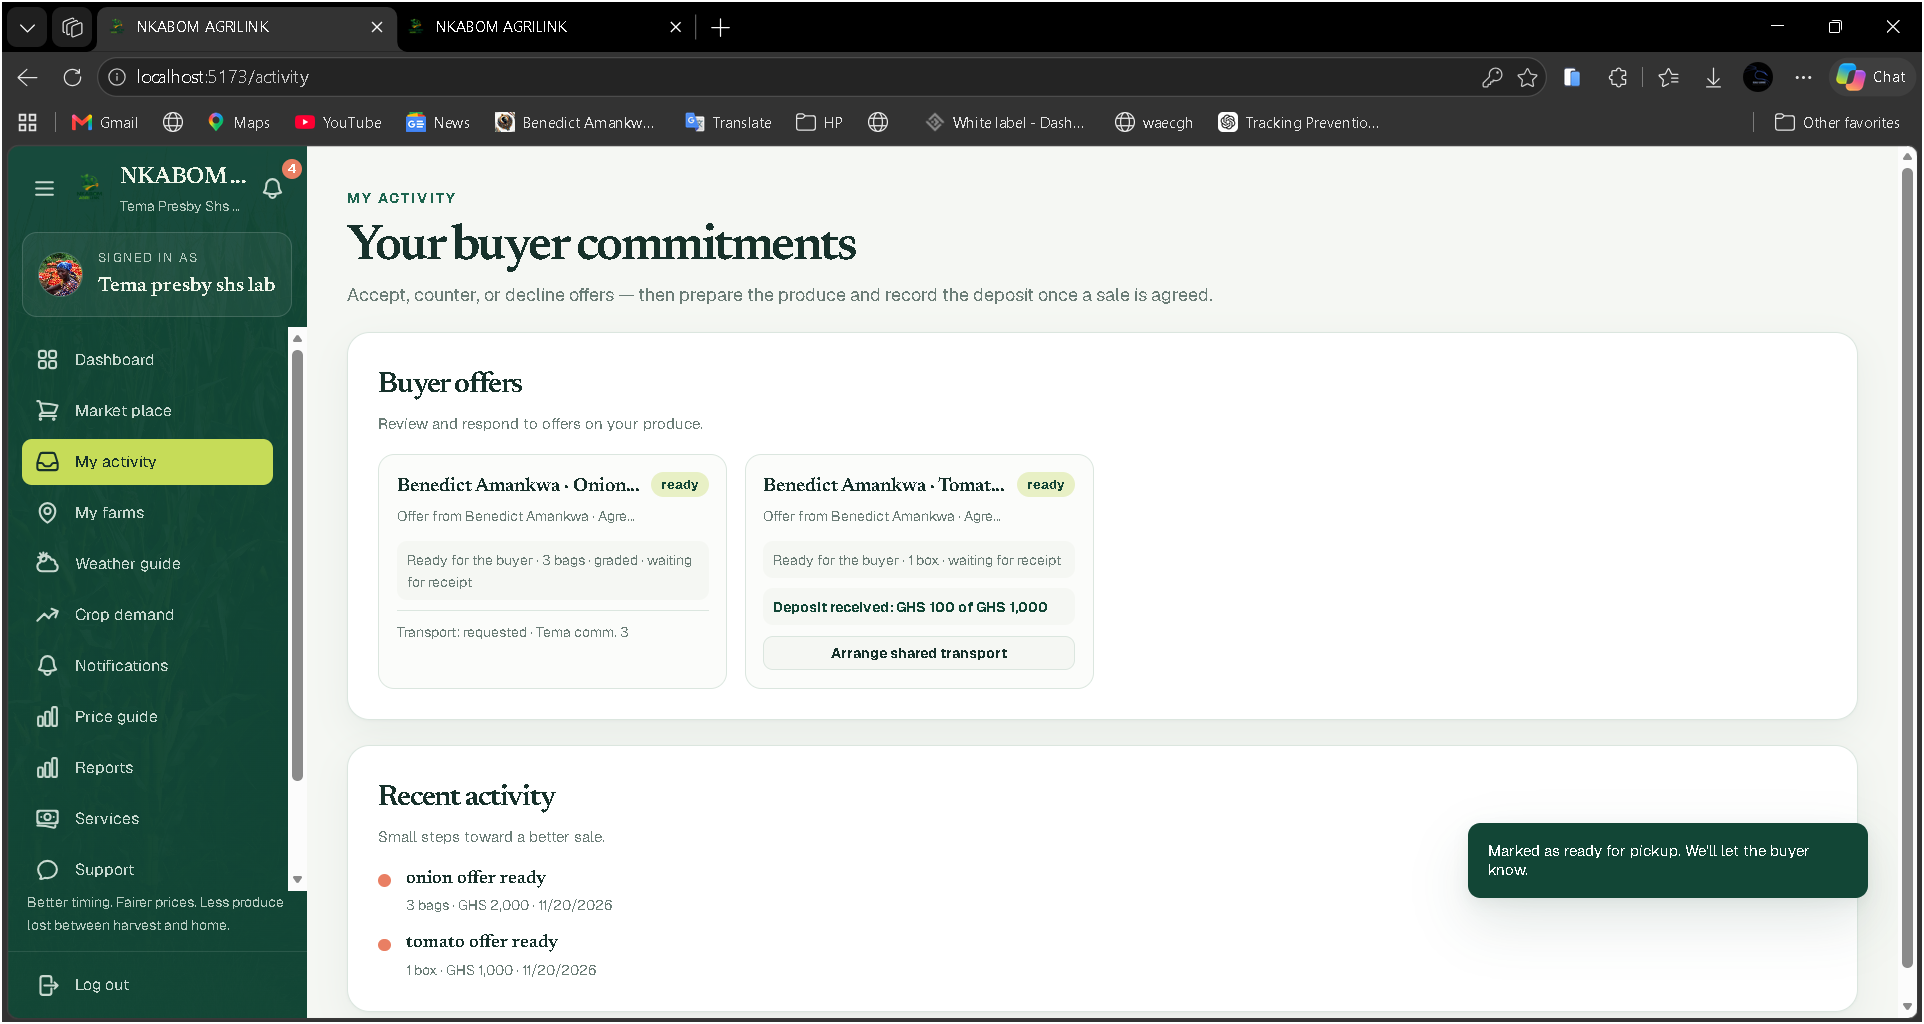 NKABOM AGRILINK
NKABOM AGRILINK
localhost:5173/activity
Chat
Gmail
Maps
YouTube
News
Benedict Amankw...
Translate
HP
White label - Dash...
waecgh
Tracking Preventio...
Other favorites
NKABOM...
4
Tema Presby Shs ...
SIGNED IN AS
Tema presby shs lab
Dashboard
Market place
My activity
My farms
Weather guide
Crop demand
Notifications
Price guide
Reports
Services
Support
Better timing. Fairer prices. Less produce
lost between harvest and home.
Log out
MY ACTIVITY
Your buyer commitments
Accept, counter, or decline offers — then prepare the produce and record the deposit once a sale is agreed.
Buyer offers
Review and respond to offers on your produce.
Benedict Amankwa · Onion...
ready
Offer from Benedict Amankwa · Agre...
Ready for the buyer · 3 bags · graded · waiting
for receipt
Transport: requested · Tema comm. 3
Benedict Amankwa · Tomat...
ready
Offer from Benedict Amankwa · Agre...
Ready for the buyer · 1 box · waiting for receipt
Deposit received: GHS 100 of GHS 1,000
Arrange shared transport
Recent activity
Small steps toward a better sale.
onion offer ready
3 bags · GHS 2,000 · 11/20/2026
tomato offer ready
1 box · GHS 1,000 · 11/20/2026
Marked as ready for pickup. We'll let the buyer
know.